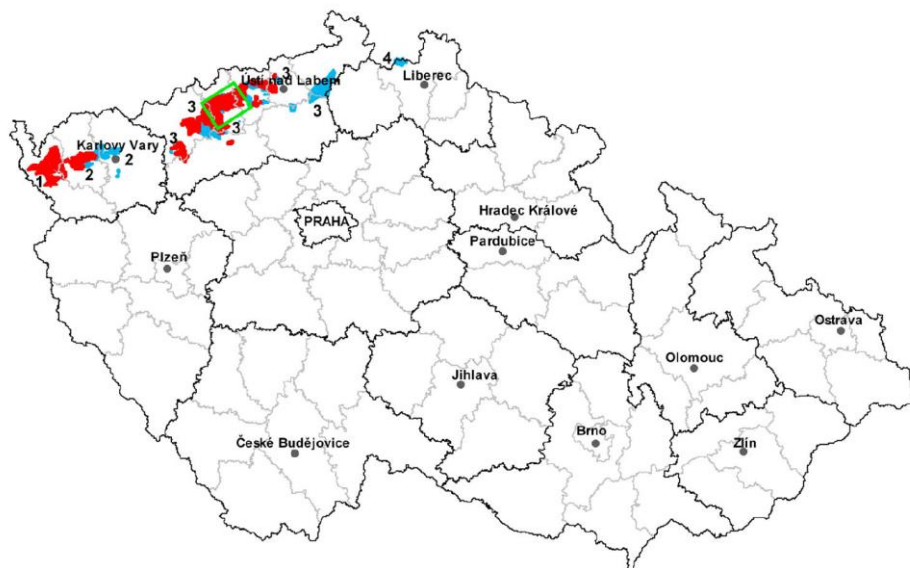 4
Liberec
3
Ústí nad Labem
3
3
3
3
Karlovy Vary
2
2
1
Hradec Králové
PRAHA
Pardubice
Plzeň
Ostrava
Olomouc
Jihlava
Brno
České Budějovice
Zlín